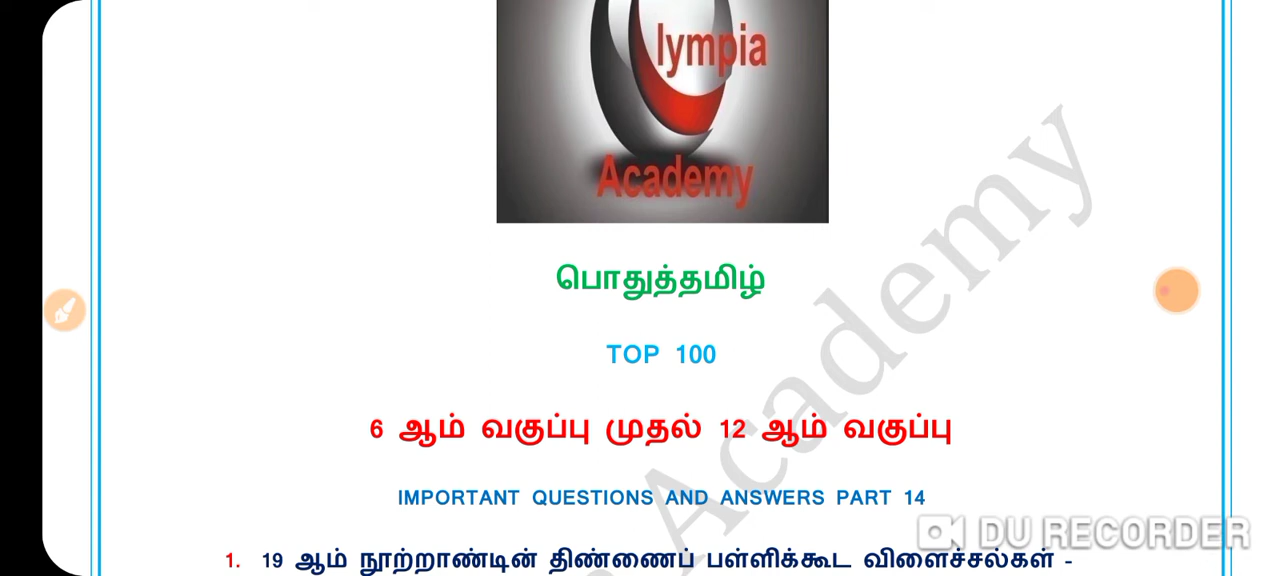 lympia
Academy
பொதுத்தமிழ்
TOP 100
6 ஆம் வகுப்பு முதல் 12 ஆம் வகுப்பு
IMPORTANT QUESTIONS AND ANSWERS PART 14
1. 19 ஆம் நூற்றாண்டின் திண்ணைப் பள்ளிக்கூட விளைச்சல்கள் -
Academy
DU RECORDER